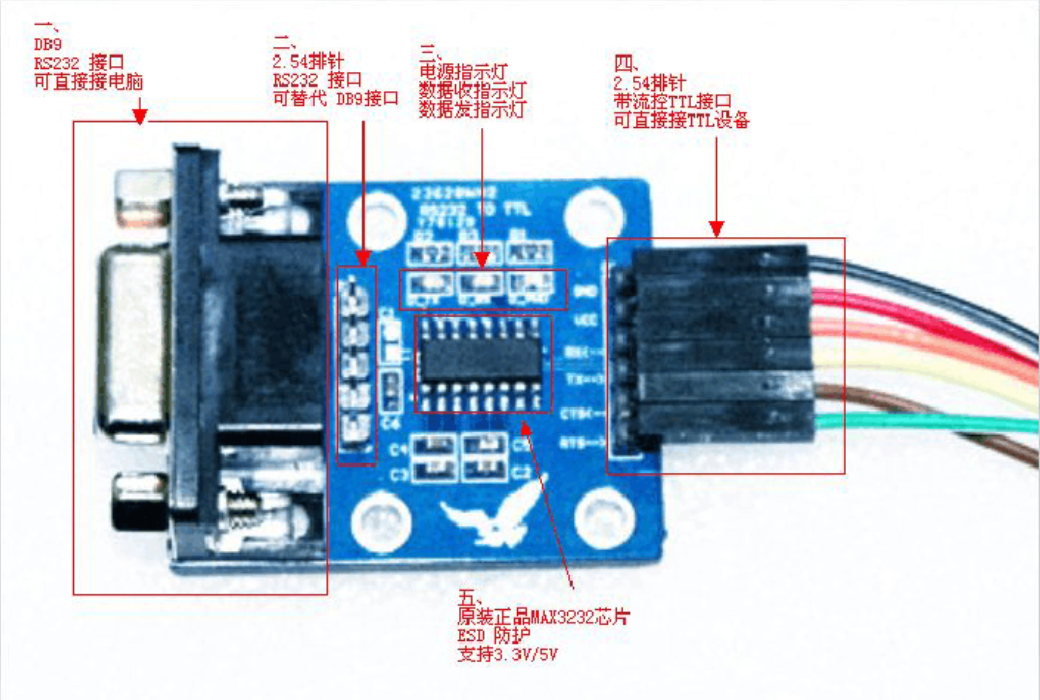 一、
DB9
RS232 接口
可直接接电脑
二、
2.54排针
RS232 接口
可替代 DB9接口
三、
电源指示灯
数据收指示灯
数据发指示灯
四、
2.54排针
带流控TTL接口
可直接接TTL设备
RS232 TO TTL
GND
VCC
TX-->
CTS<--
RTS-->
C6
C4
C3
C2
五、
原装正品MAX3232芯片
ESD 防护
支持3.3V/5V